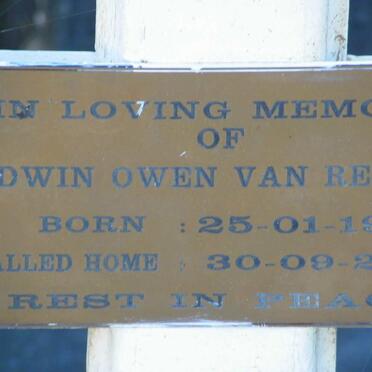 IN LOVING MEMO
OF
DWIN OWEN VAN RE
BORN : 25-01-19
ALLED HOME : 30-09-2
REST IN PEAC